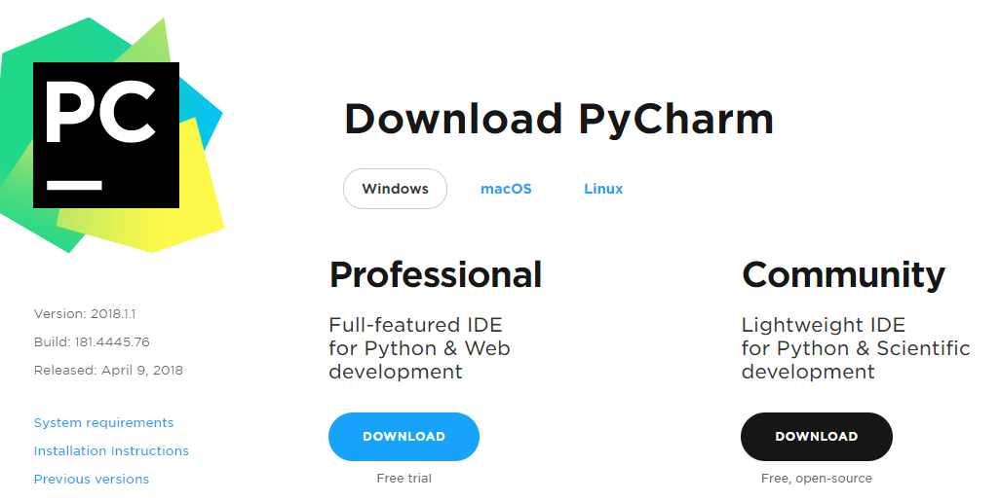 PC
Download PyCharm
Windows macOS Linux
Professional
Full-featured IDE
for Python & Web
development
DOWNLOAD
Free trial
Community
Lightweight IDE
for Python & Scientific
development
DOWNLOAD
Free, open-source
Version: 2018.1.1
Build: 181.4445.76
Released: April 9, 2018
System requirements
Installation Instructions
Previous versions